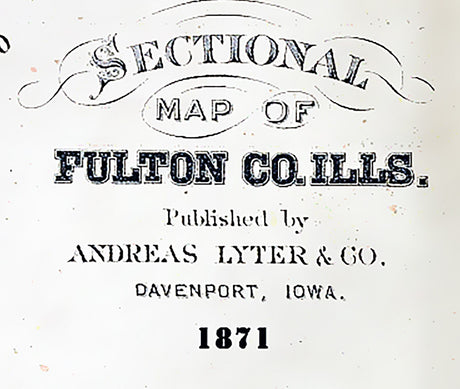 SECTIONAL
MAP OF
FULTON CO. ILLS.
Published by
ANDREAS LYTER & CO.
DAVENPORT, IOWA.
1871